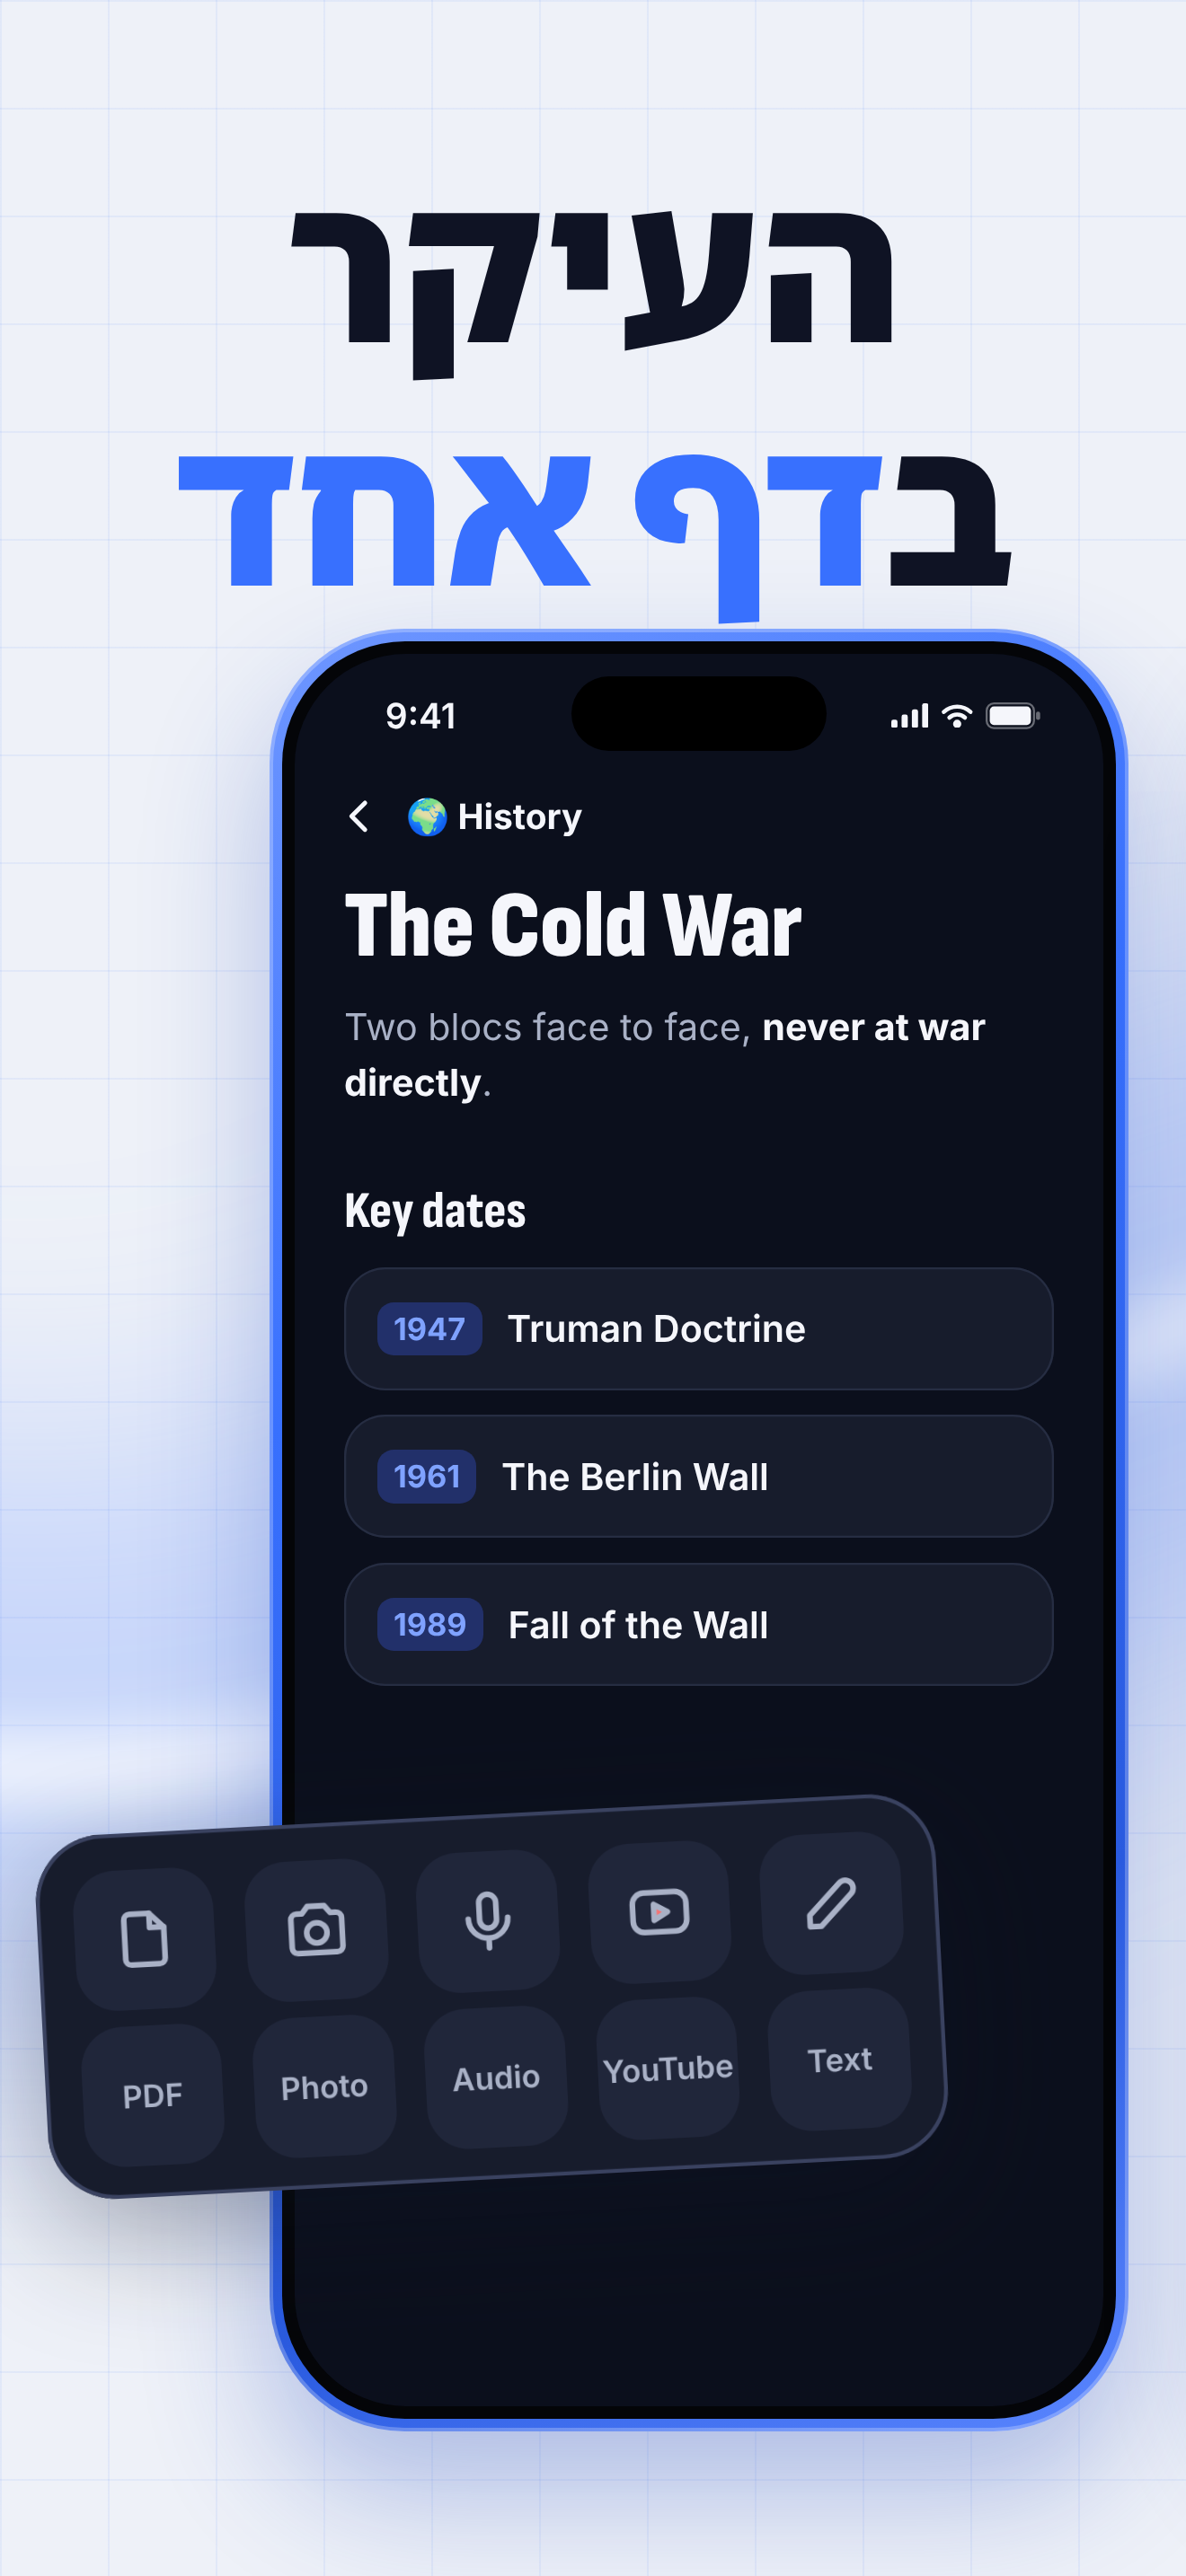 העיקר
בדף אחד
9:41
🌍 History
The Cold War
Two blocs face to face, never at war
directly.
Key dates
1947 Truman Doctrine
1961 The Berlin Wall
1989 Fall of the Wall
PDF Photo Audio YouTube Text